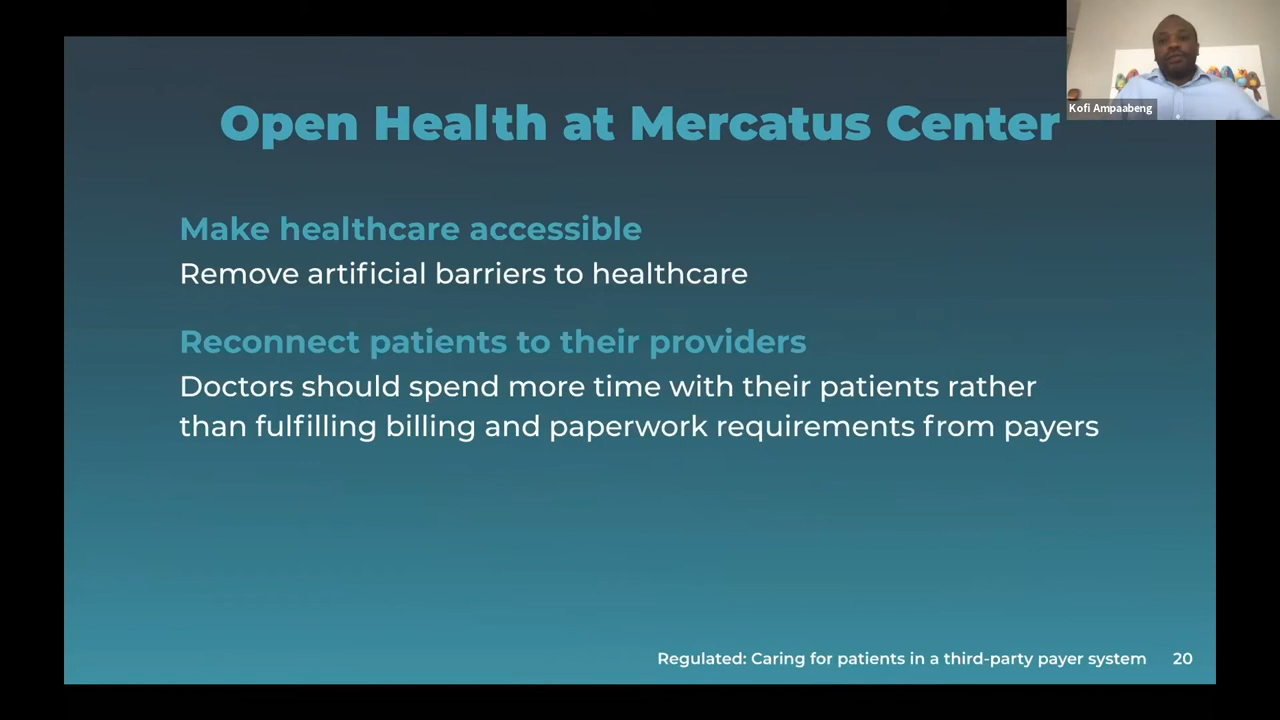 Kofi Ampaabeng
Open Health at Mercatus Center
Make healthcare accessible
Remove artificial barriers to healthcare
Reconnect patients to their providers
Doctors should spend more time with their patients rather
than fulfilling billing and paperwork requirements from payers
Regulated: Caring for patients in a third-party payer system 20